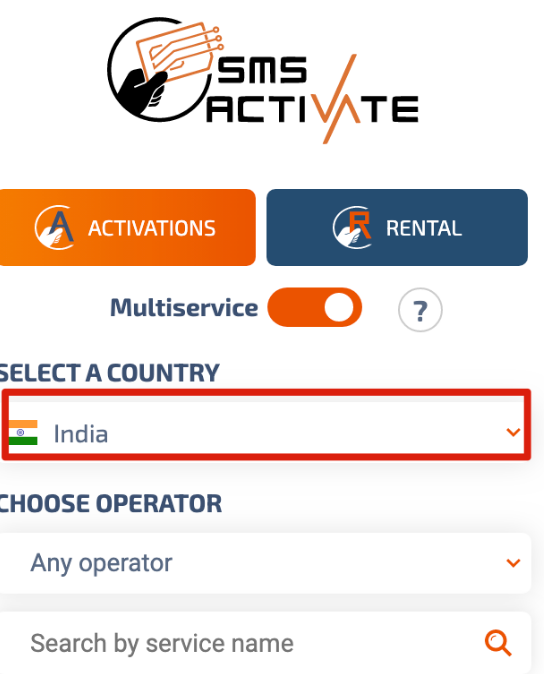 SMS
ACTIVATE
ACTIVATIONS
RENTAL
Multiservice
?
SELECT A COUNTRY
India
CHOOSE OPERATOR
Any operator
Search by service name